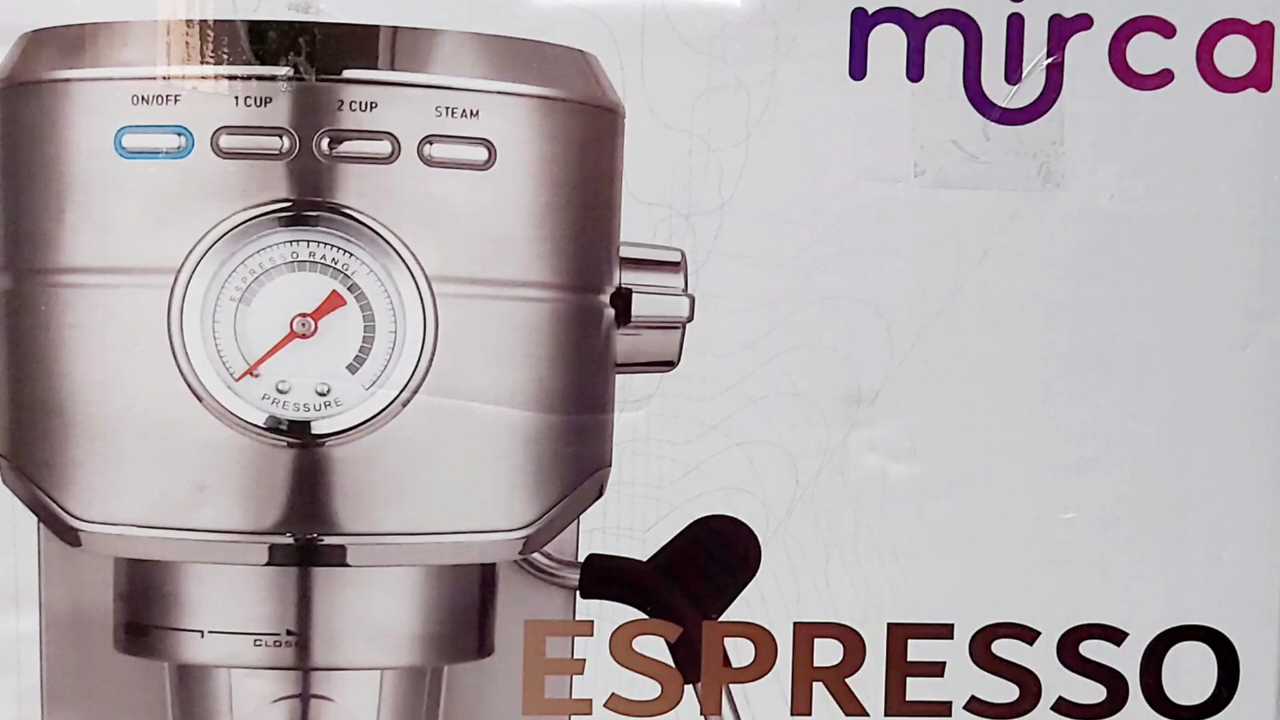 mirca
ON/OFF 1 CUP 2 CUP STEAM
ESPRESSO RANGE
PRESSURE
CLOSE
ESPRESSO